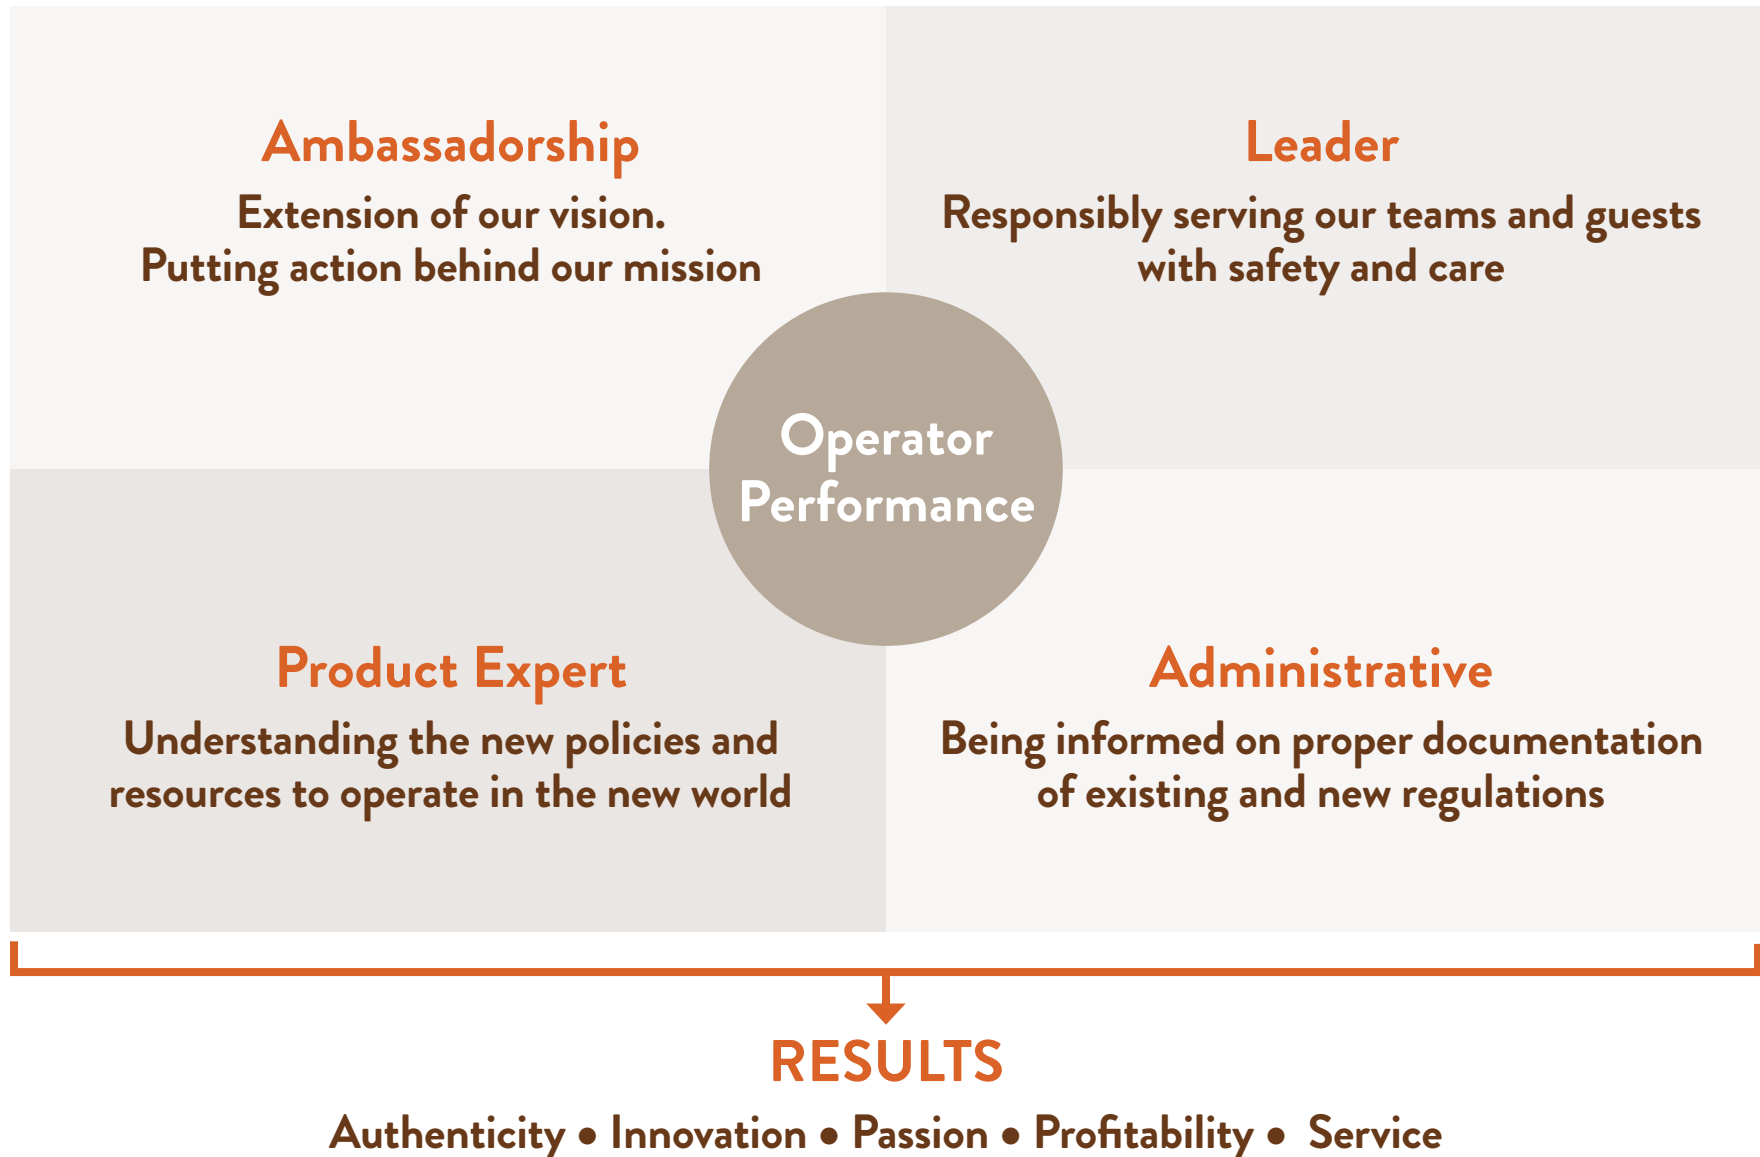 Ambassadorship
Extension of our vision.
Putting action behind our mission
Leader
Responsibly serving our teams and guests
with safety and care
Operator
Performance
Product Expert
Understanding the new policies and
resources to operate in the new world
Administrative
Being informed on proper documentation
of existing and new regulations
RESULTS
Authenticity ● Innovation ● Passion ● Profitability ● Service